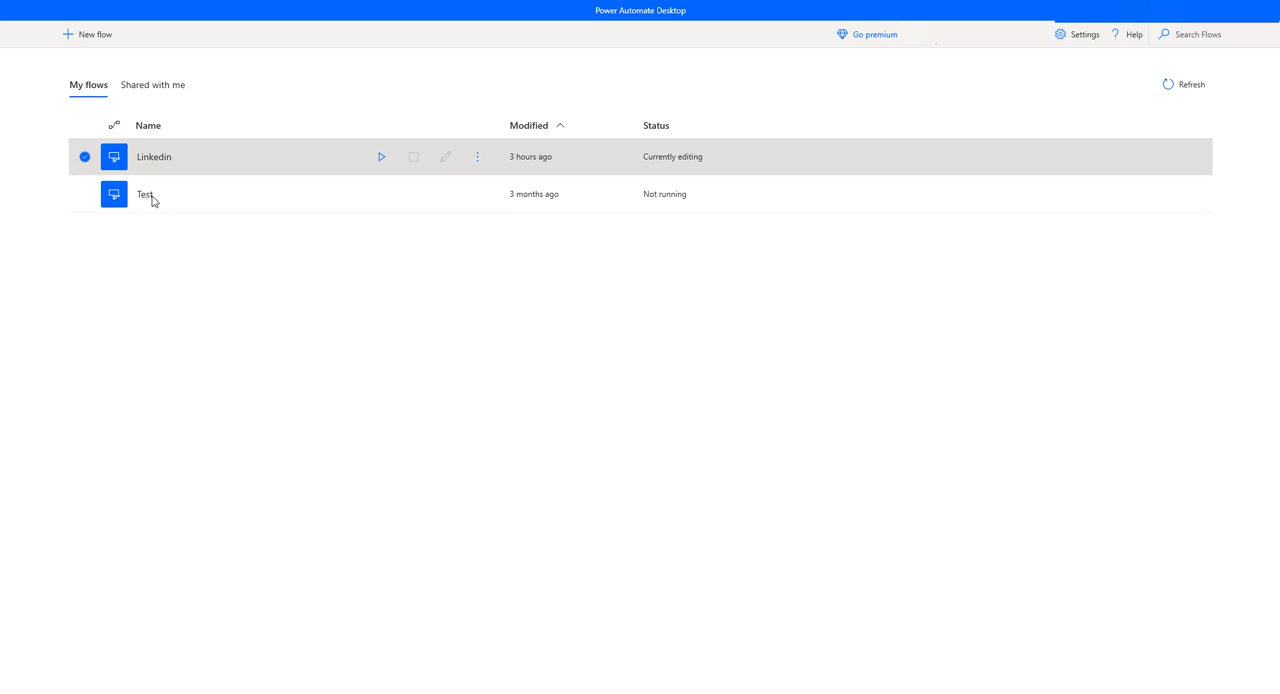 Power Automate Desktop
New flow
Go premium
Settings
Help
Search Flows
My flows
Shared with me
Refresh
Name
Modified
Status
Linkedin
3 hours ago
Currently editing
Test
3 months ago
Not running